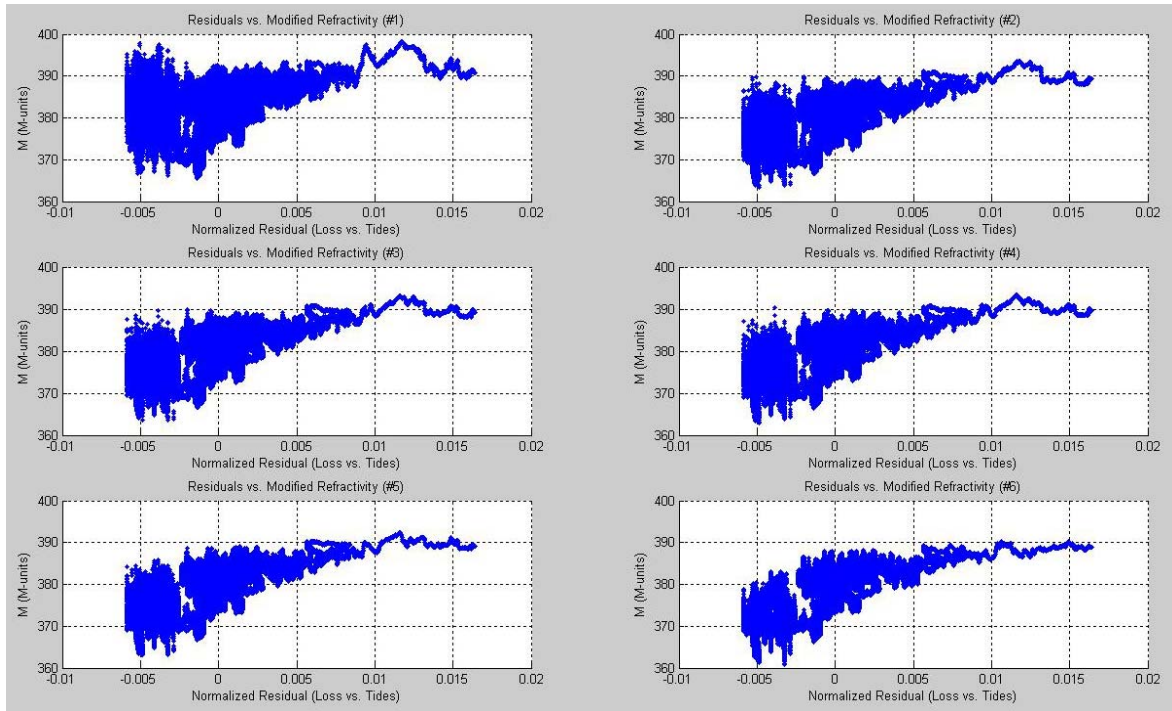 Residuals vs. Modified Refractivity (#1)
400
390
380
370
360
M (M-units)
-0.01 -0.005 0 0.005 0.01 0.015 0.02
Normalized Residual (Loss vs. Tides)
Residuals vs. Modified Refractivity (#2)
400
390
380
370
360
M (M-units)
-0.01 -0.005 0 0.005 0.01 0.015 0.02
Normalized Residual (Loss vs. Tides)
Residuals vs. Modified Refractivity (#3)
400
390
380
370
360
M (M-units)
-0.01 -0.005 0 0.005 0.01 0.015 0.02
Normalized Residual (Loss vs. Tides)
Residuals vs. Modified Refractivity (#4)
400
390
380
370
360
M (M-units)
-0.01 -0.005 0 0.005 0.01 0.015 0.02
Normalized Residual (Loss vs. Tides)
Residuals vs. Modified Refractivity (#5)
400
390
380
370
360
M (M-units)
-0.01 -0.005 0 0.005 0.01 0.015 0.02
Normalized Residual (Loss vs. Tides)
Residuals vs. Modified Refractivity (#6)
400
390
380
370
360
M (M-units)
-0.01 -0.005 0 0.005 0.01 0.015 0.02
Normalized Residual (Loss vs. Tides)